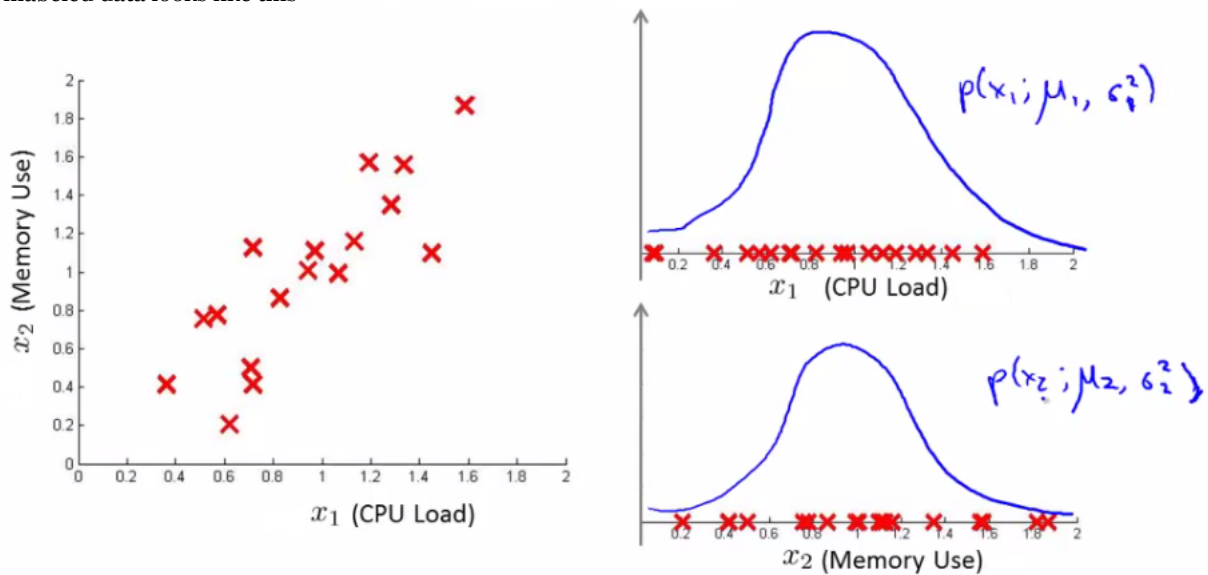 2
1.8
1.6
1.4
1.2
1
0.8
0.6
0.4
0.2
0
x₂ (Memory Use)
0 0.2 0.4 0.6 0.8 1 1.2 1.4 1.6 1.8 2
x₁ (CPU Load)
p(x₁; μ₁, σ₁²)
0.2 0.4 0.6 0.8 1 1.2 1.4 1.6 1.8 2
x₁ (CPU Load)
p(x₂; μ₂, σ₂²)
0.2 0.4 0.6 0.8 1 1.2 1.4 1.6 1.8 2
x₂ (Memory Use)